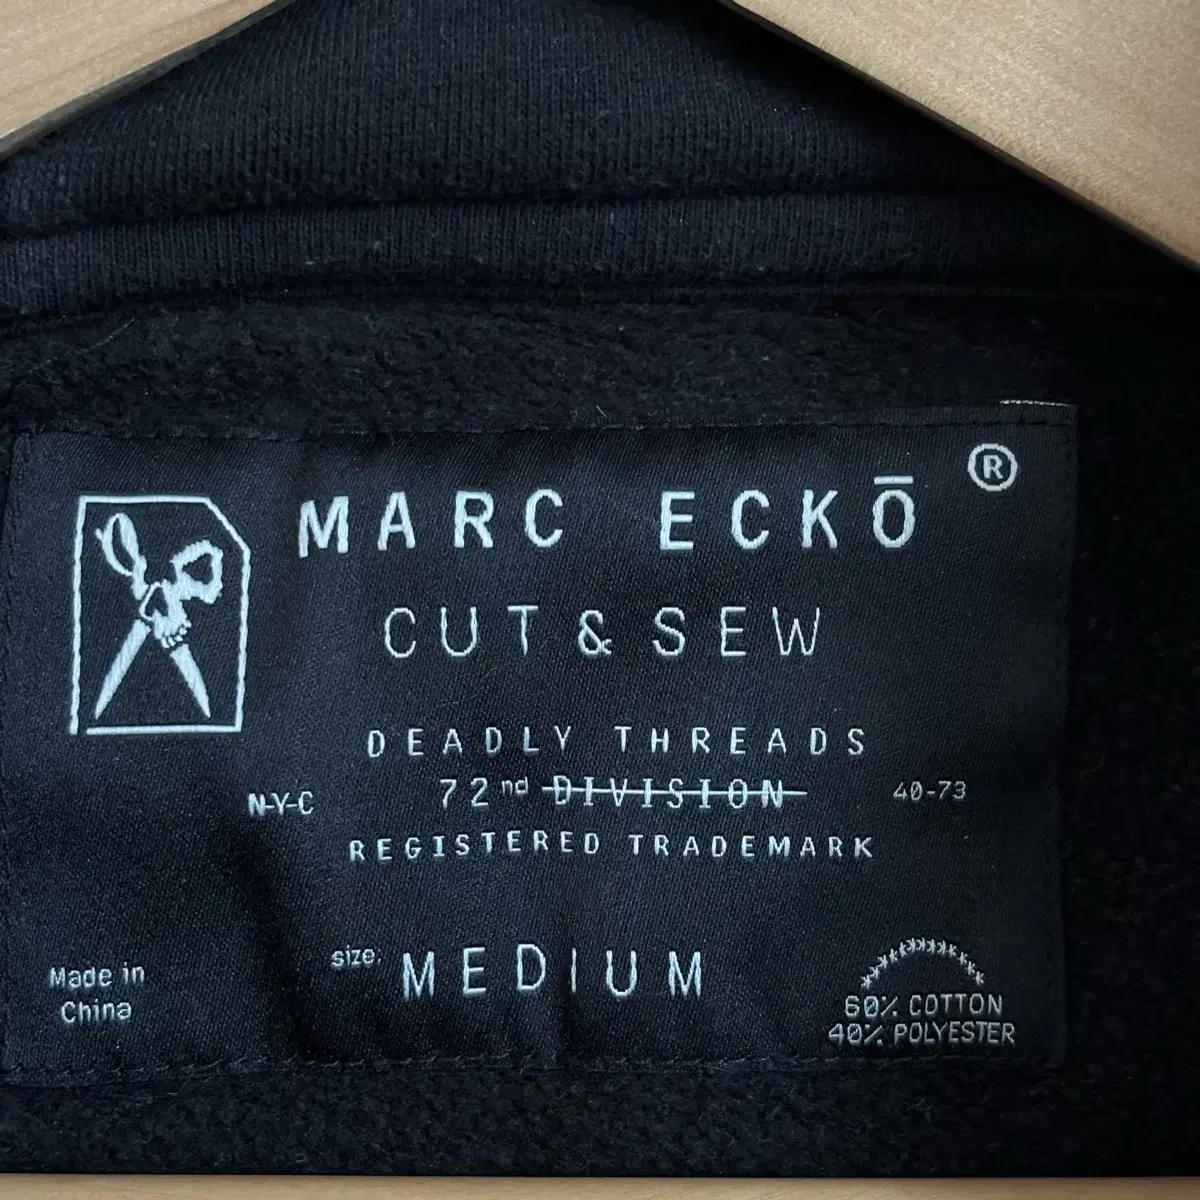 MARC ECKŌ ®
CUT & SEW
DEADLY THREADS
N-Y-C 72nd DIVISION 40-73
REGISTERED TRADEMARK
size: MEDIUM
Made in
China
60% COTTON
40% POLYESTER